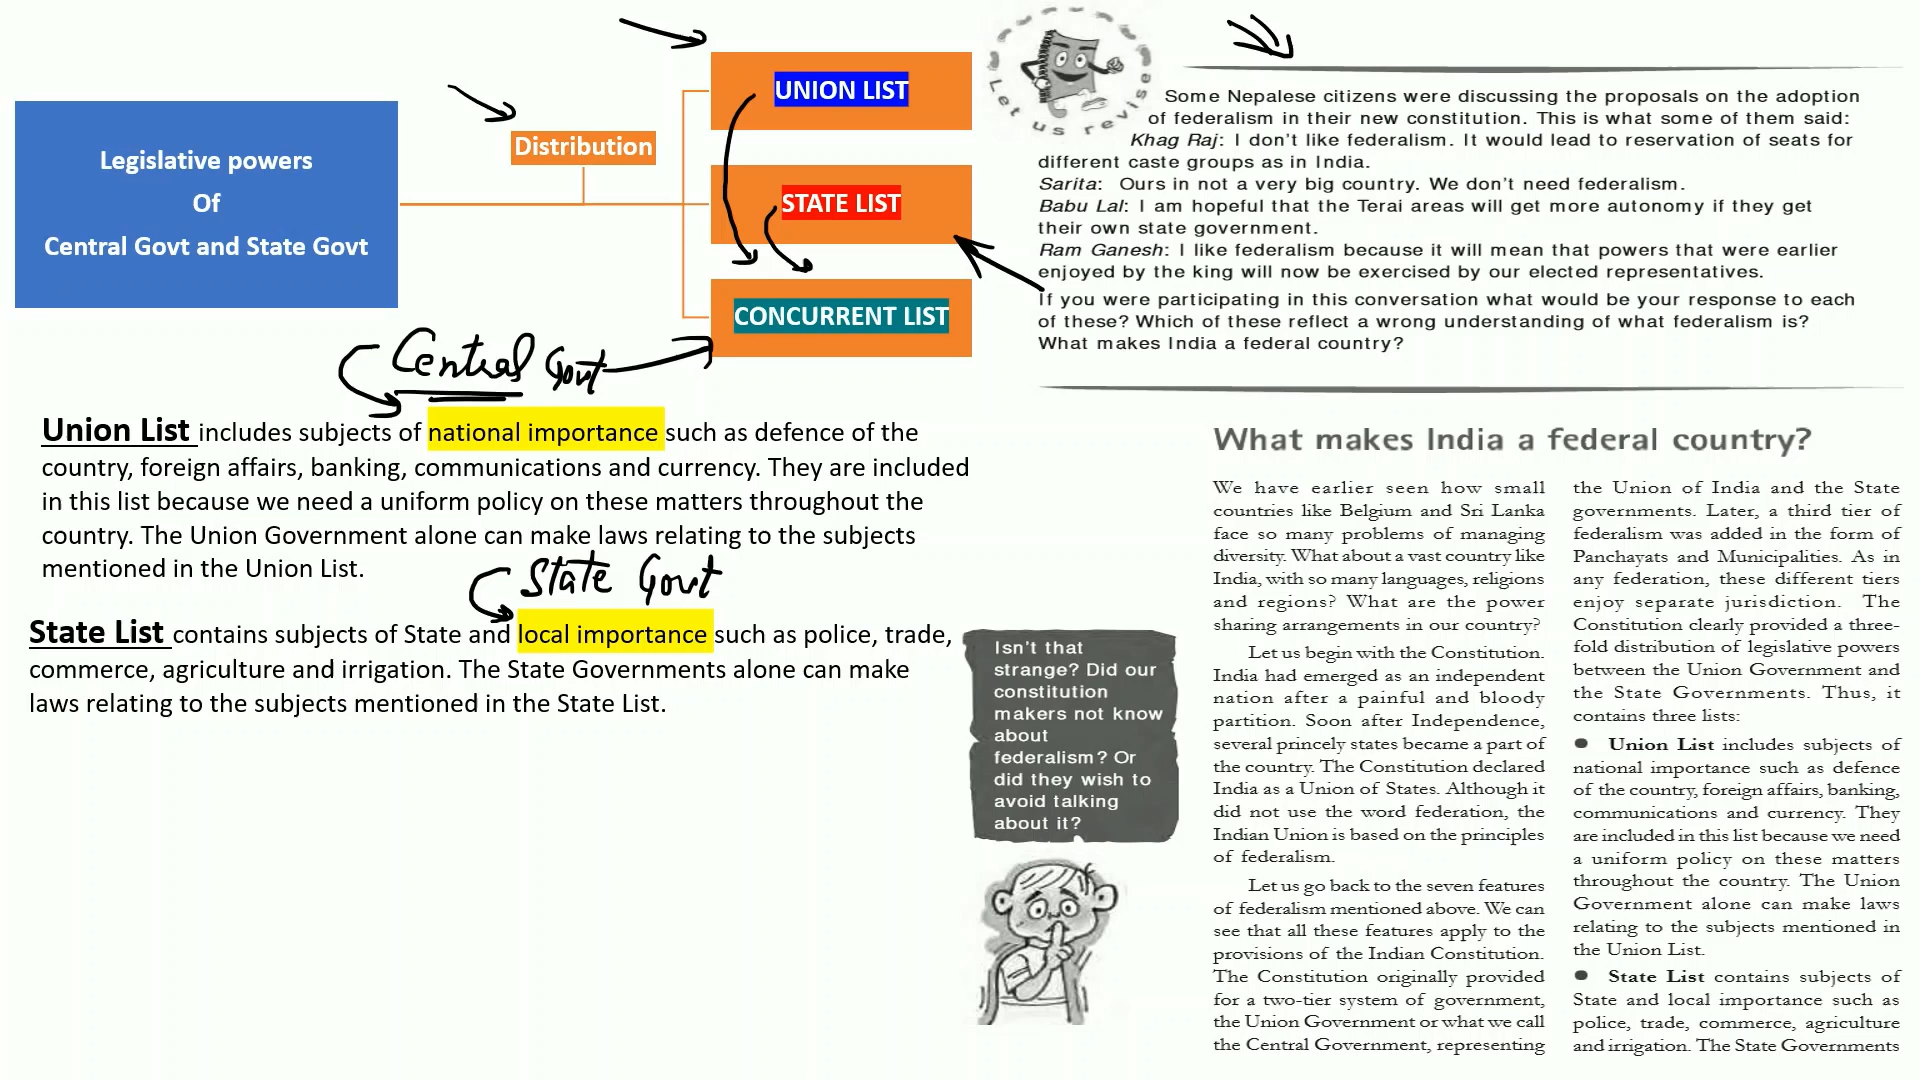 Legislative powers
Of
Central Govt and State Govt
Distribution
UNION LIST
STATE LIST
CONCURRENT LIST
Central Govt
Union List includes subjects of national importance such as defence of the
country, foreign affairs, banking, communications and currency. They are included
in this list because we need a uniform policy on these matters throughout the
country. The Union Government alone can make laws relating to the subjects
mentioned in the Union List.
State Govt
State List contains subjects of State and local importance such as police, trade,
commerce, agriculture and irrigation. The State Governments alone can make
laws relating to the subjects mentioned in the State List.
Let us revise
Some Nepalese citizens were discussing the proposals on the adoption
of federalism in their new constitution. This is what some of them said:
Khag Raj: I don't like federalism. It would lead to reservation of seats for
different caste groups as in India.
Sarita: Ours in not a very big country. We don't need federalism.
Babu Lal: I am hopeful that the Terai areas will get more autonomy if they get
their own state government.
Ram Ganesh: I like federalism because it will mean that powers that were earlier
enjoyed by the king will now be exercised by our elected representatives.
If you were participating in this conversation what would be your response to each
of these? Which of these reflect a wrong understanding of what federalism is?
What makes India a federal country?
Isn't that
strange? Did our
constitution
makers not know
about
federalism? Or
did they wish to
avoid talking
about it?
What makes India a federal country?
We have earlier seen how small
countries like Belgium and Sri Lanka
face so many problems of managing
diversity. What about a vast country like
India, with so many languages, religions
and regions? What are the power
sharing arrangements in our country?
Let us begin with the Constitution.
India had emerged as an independent
nation after a painful and bloody
partition. Soon after Independence,
several princely states became a part of
the country. The Constitution declared
India as a Union of States. Although it
did not use the word federation, the
Indian Union is based on the principles
of federalism.
Let us go back to the seven features
of federalism mentioned above. We can
see that all these features apply to the
provisions of the Indian Constitution.
The Constitution originally provided
for a two-tier system of government,
the Union Government or what we call
the Central Government, representing
the Union of India and the State
governments. Later, a third tier of
federalism was added in the form of
Panchayats and Municipalities. As in
any federation, these different tiers
enjoy separate jurisdiction. The
Constitution clearly provided a three-
fold distribution of legislative powers
between the Union Government and
the State Governments. Thus, it
contains three lists:
● Union List includes subjects of
national importance such as defence
of the country, foreign affairs, banking,
communications and currency. They
are included in this list because we need
a uniform policy on these matters
throughout the country. The Union
Government alone can make laws
relating to the subjects mentioned in
the Union List.
● State List contains subjects of
State and local importance such as
police, trade, commerce, agriculture
and irrigation. The State Governments